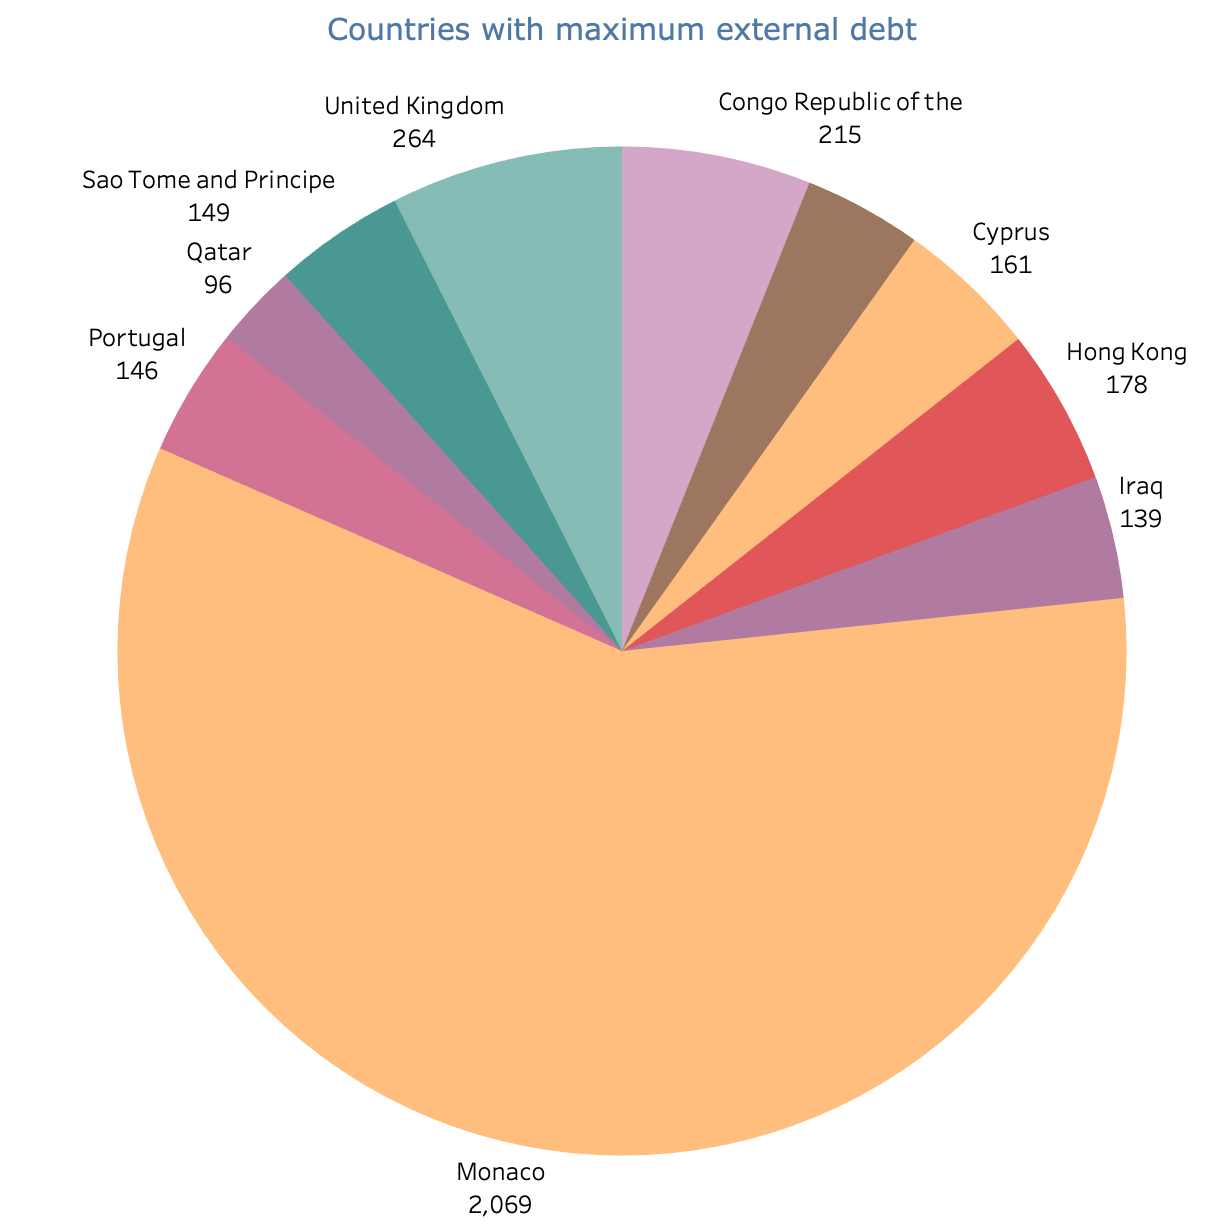 Countries with maximum external debt
United Kingdom
264
Congo Republic of the
215
Sao Tome and Principe
149
Qatar
96
Cyprus
161
Portugal
146
Hong Kong
178
Iraq
139
Monaco
2,069